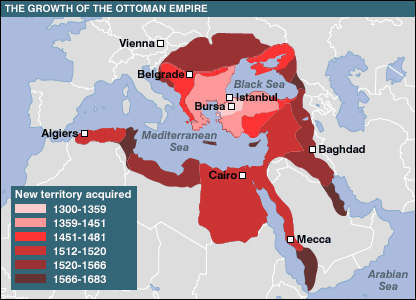 THE GROWTH OF THE OTTOMAN EMPIRE
Vienna
Belgrade
Black Sea
Istanbul
Bursa
Algiers
Mediterranean
Sea
Baghdad
Cairo
Mecca
Arabian
Sea
New territory acquired
1300-1359
1359-1451
1451-1481
1512-1520
1520-1566
1566-1683